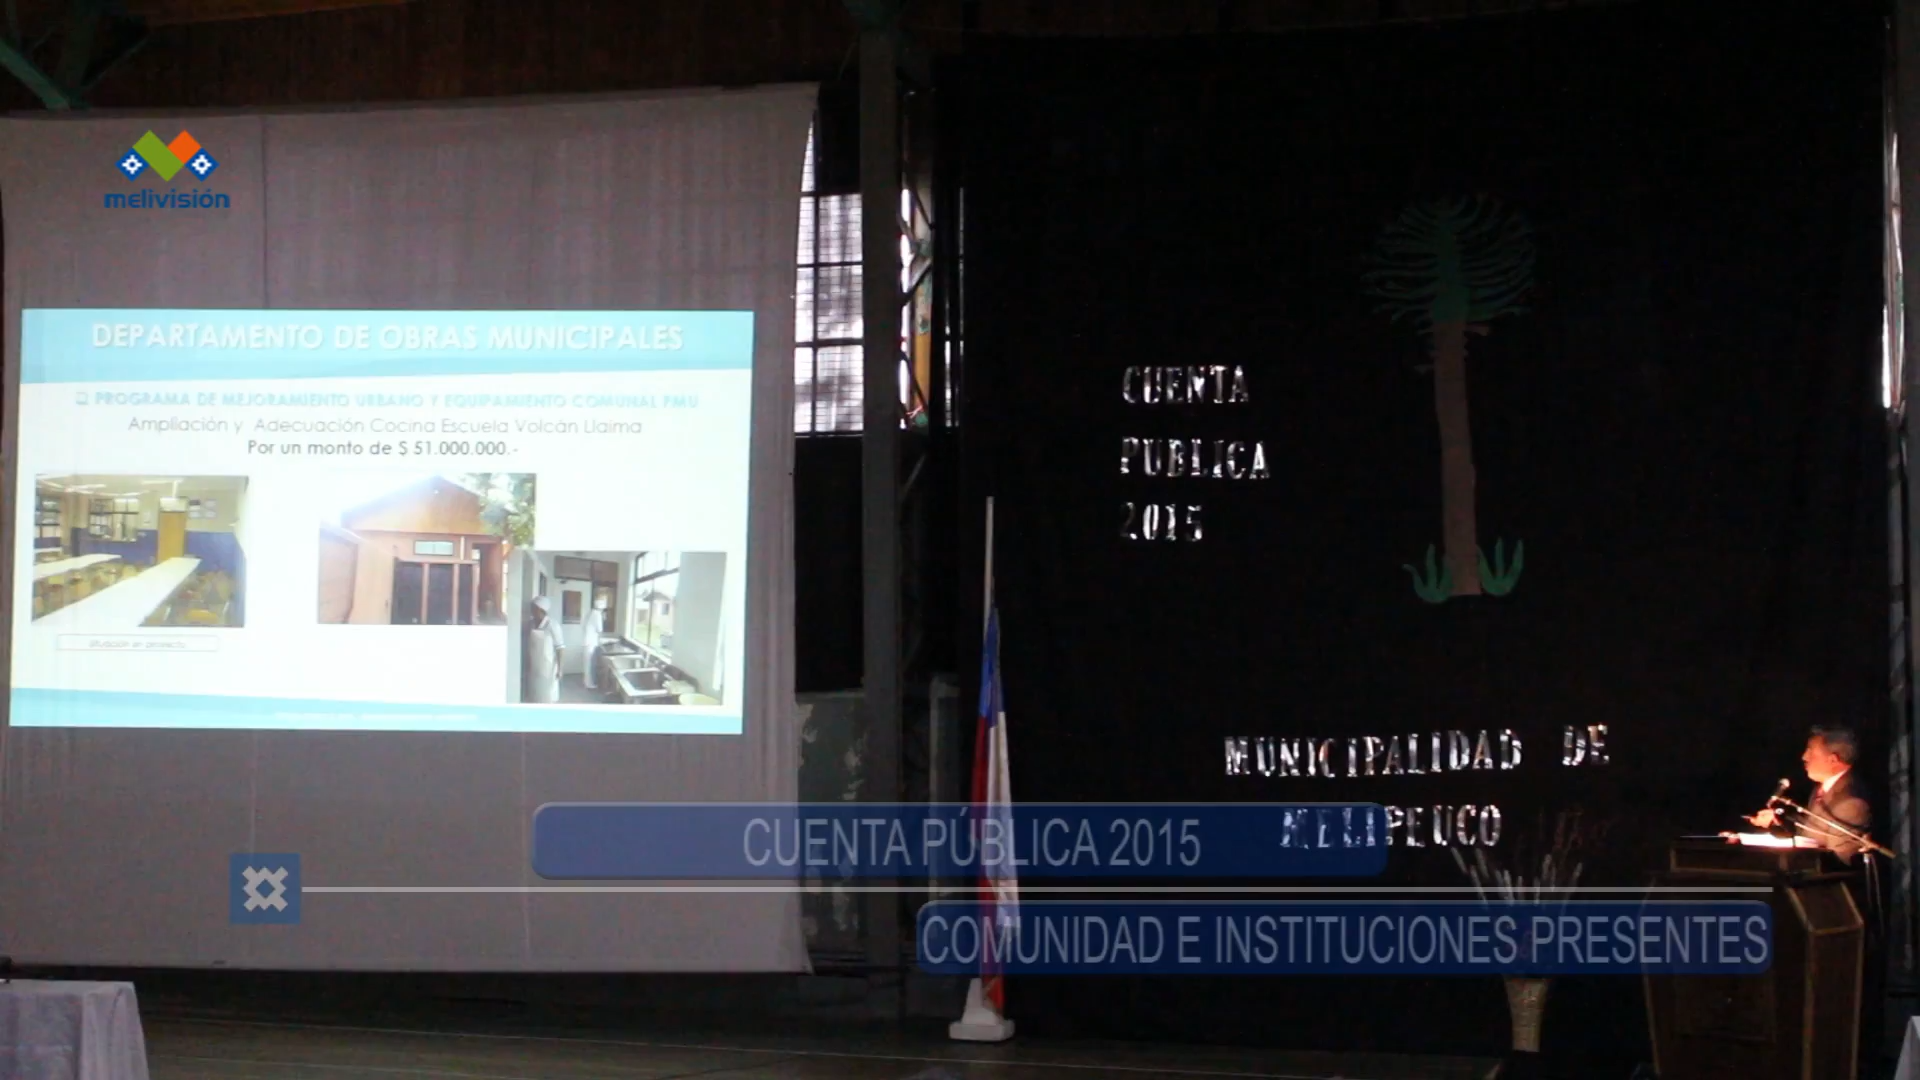 melivisión
DEPARTAMENTO DE OBRAS MUNICIPALES
PROGRAMA DE MEJORAMIENTO URBANO Y EQUIPAMIENTO COMUNAL PMU
Ampliación y Adecuación Cocina Escuela Volcán Llaima
Por un monto de $ 51.000.000.-
CUENTA
PUBLICA
2015
MUNICIPALIDAD DE
MELIPEUCO
CUENTA PÚBLICA 2015
COMUNIDAD E INSTITUCIONES PRESENTES